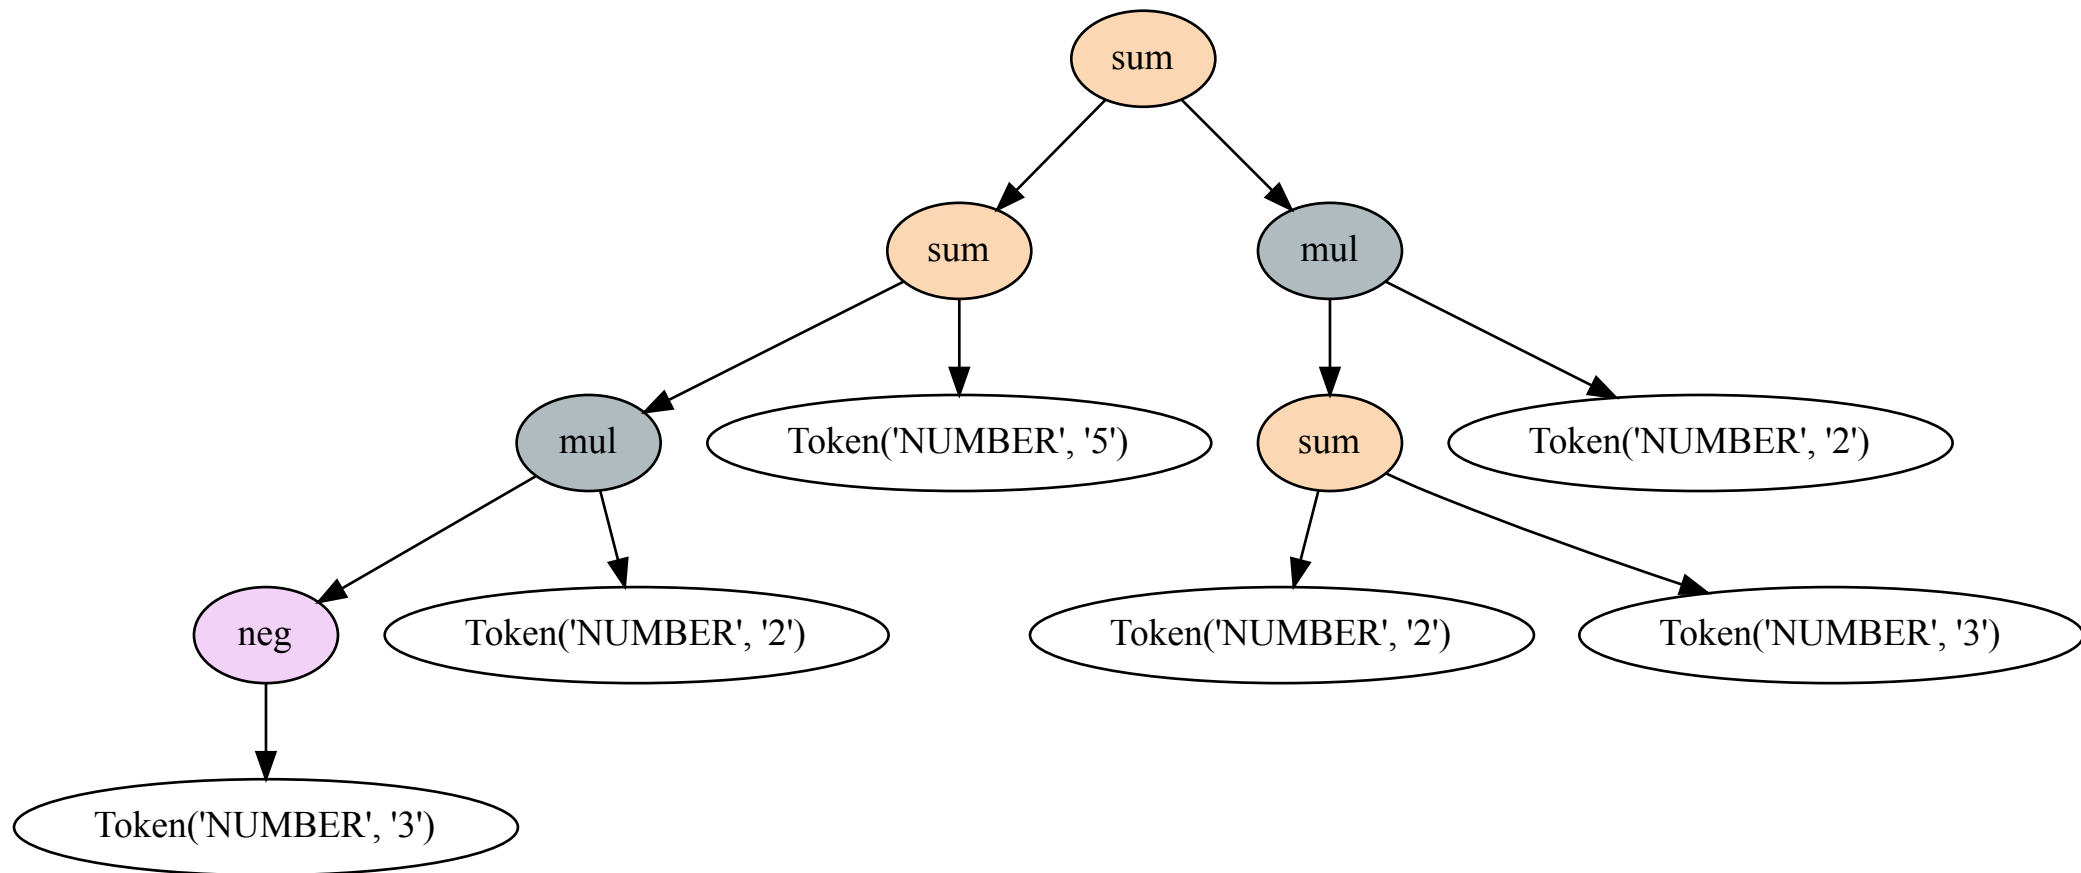 sum
sum
mul
mul
Token('NUMBER', '5')
sum
Token('NUMBER', '2')
neg
Token('NUMBER', '2')
Token('NUMBER', '2')
Token('NUMBER', '3')
Token('NUMBER', '3')